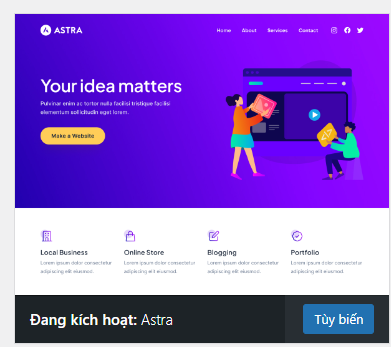 ASTRA
Home About Services Contact
Your idea matters
Pulvinar enim ac tortor nulla facilisi tristique facilisi
elementum sollicitudin eget lorem.
Make a Website
Local Business Online Store Blogging Portfolio
Lorem ipsum dolor consectetur Lorem ipsum dolor consectetur Lorem ipsum dolor consectetur Lorem ipsum dolor consectetur
adipiscing elit eiusmod. adipiscing elit eiusmod. adipiscing elit eiusmod. adipiscing elit eiusmod.
Đang kích hoạt: Astra
Tùy biến